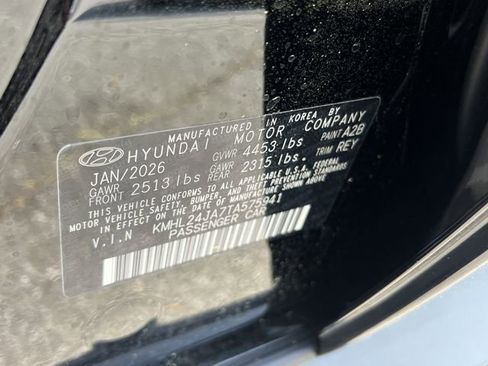 MANUFACTURED IN KOREA BY
HYUNDAI MOTOR COMPANY
JAN/2026 GVWR 4453 lbs PAINT A2B
GAWR FRONT 2513 lbs GAWR REAR 2315 lbs TRIM REY
THIS VEHICLE CONFORMS TO ALL APPLICABLE U.S.A. FEDERAL
MOTOR VEHICLE SAFETY, BUMPER, AND THEFT PREVENTION STANDARDS
IN EFFECT ON THE DATE OF MANUFACTURE SHOWN ABOVE.
V.I.N KMHL24JA7TA575941
PASSENGER CAR